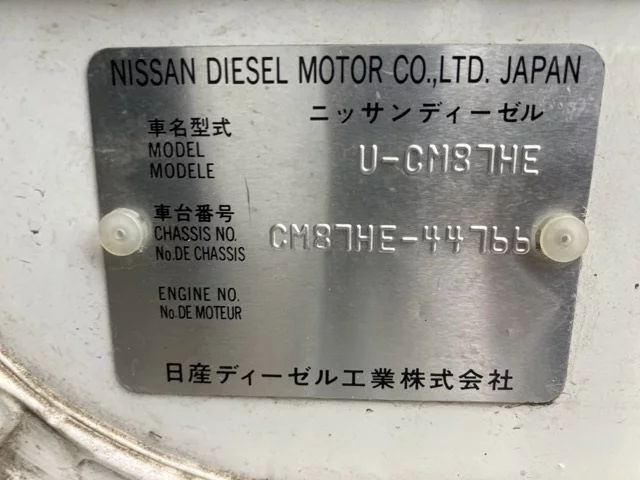 NISSAN DIESEL MOTOR CO.,LTD. JAPAN
ニッサンディーゼル
車名型式
MODEL
MODELE
U-CM87HE
車台番号
CHASSIS NO.
No.DE CHASSIS
CM87HE-44766
ENGINE NO.
No.DE MOTEUR
日産ディーゼル工業株式会社